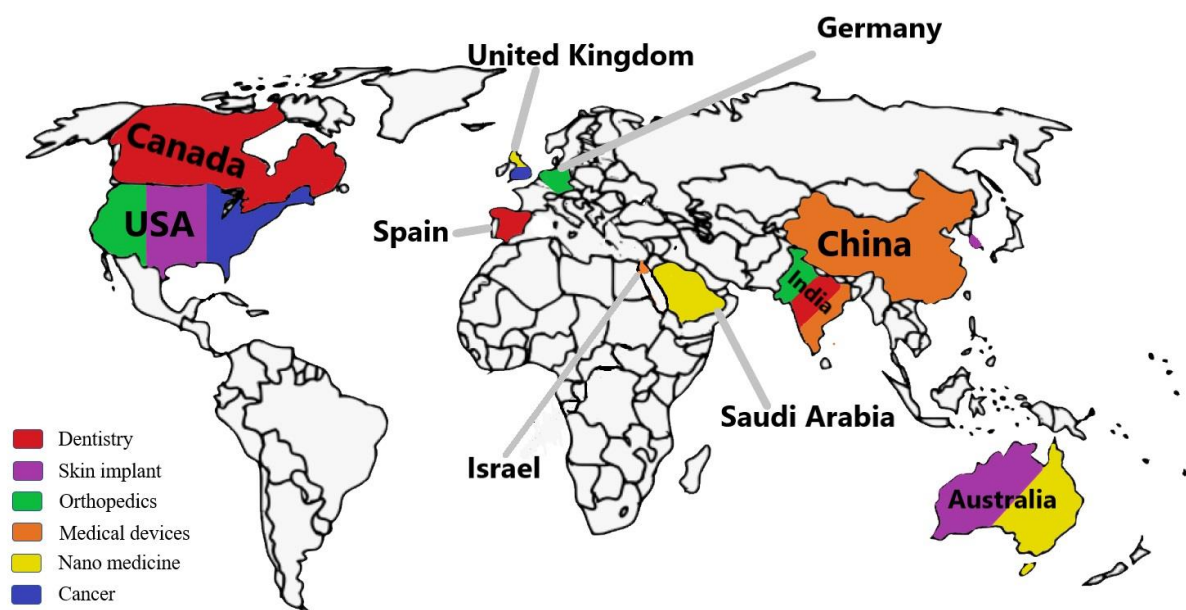 Germany
United Kingdom
Canada
USA
Spain
China
India
Saudi Arabia
Israel
Australia
Dentistry
Skin implant
Orthopedics
Medical devices
Nano medicine
Cancer